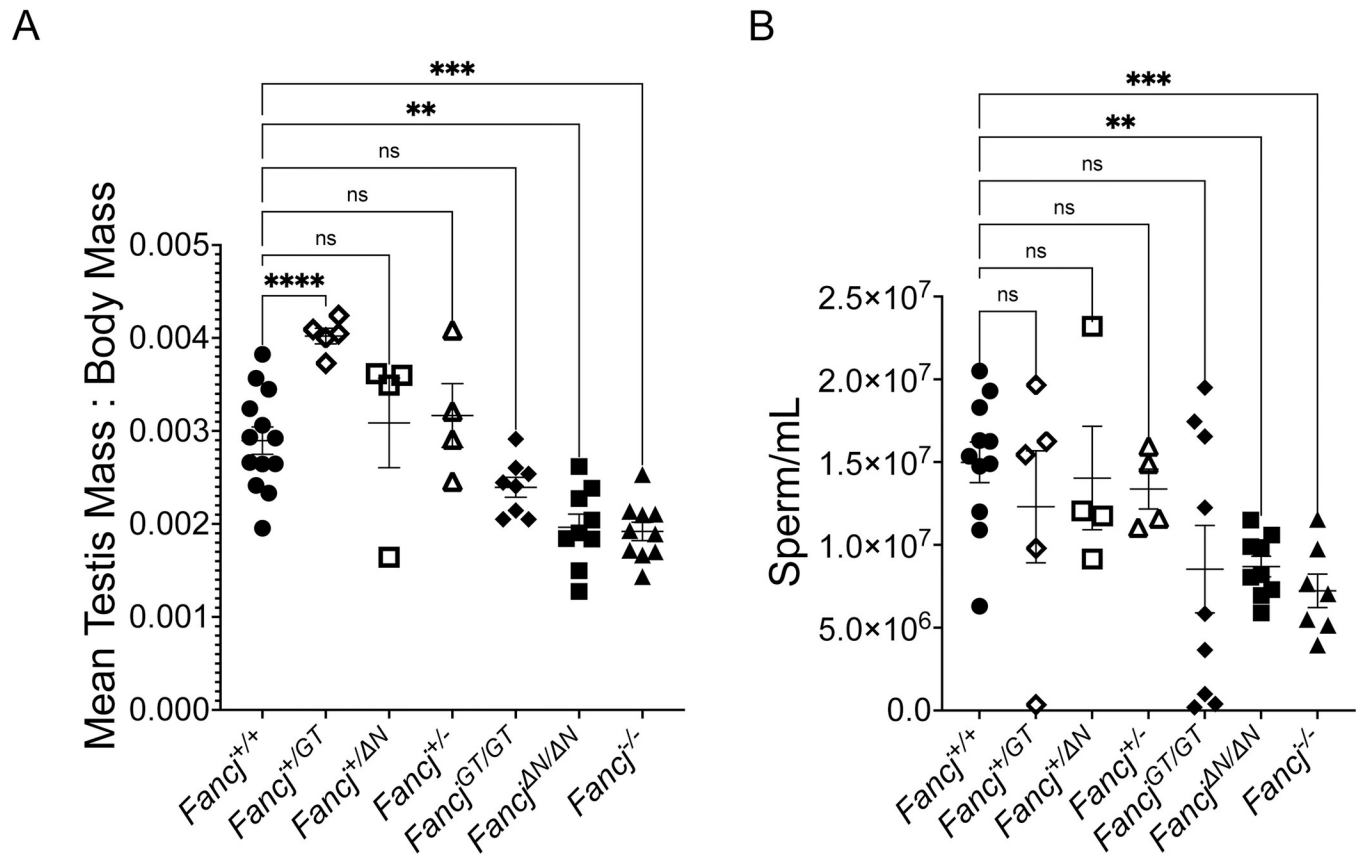 A
***
**
ns
ns
ns
****
Mean Testis Mass : Body Mass
0.005
0.004
0.003
0.002
0.001
0.000
Fancj+/+
Fancj+/GT
Fancj+/ΔN
Fancj+/-
FancjGT/GT
FancjΔN/ΔN
Fancj-/-
B
***
**
ns
ns
ns
ns
Sperm/mL
2.5×10⁷
2.0×10⁷
1.5×10⁷
1.0×10⁷
5.0×10⁶
0.0
Fancj+/+
Fancj+/GT
Fancj+/ΔN
Fancj+/-
FancjGT/GT
FancjΔN/ΔN
Fancj-/-